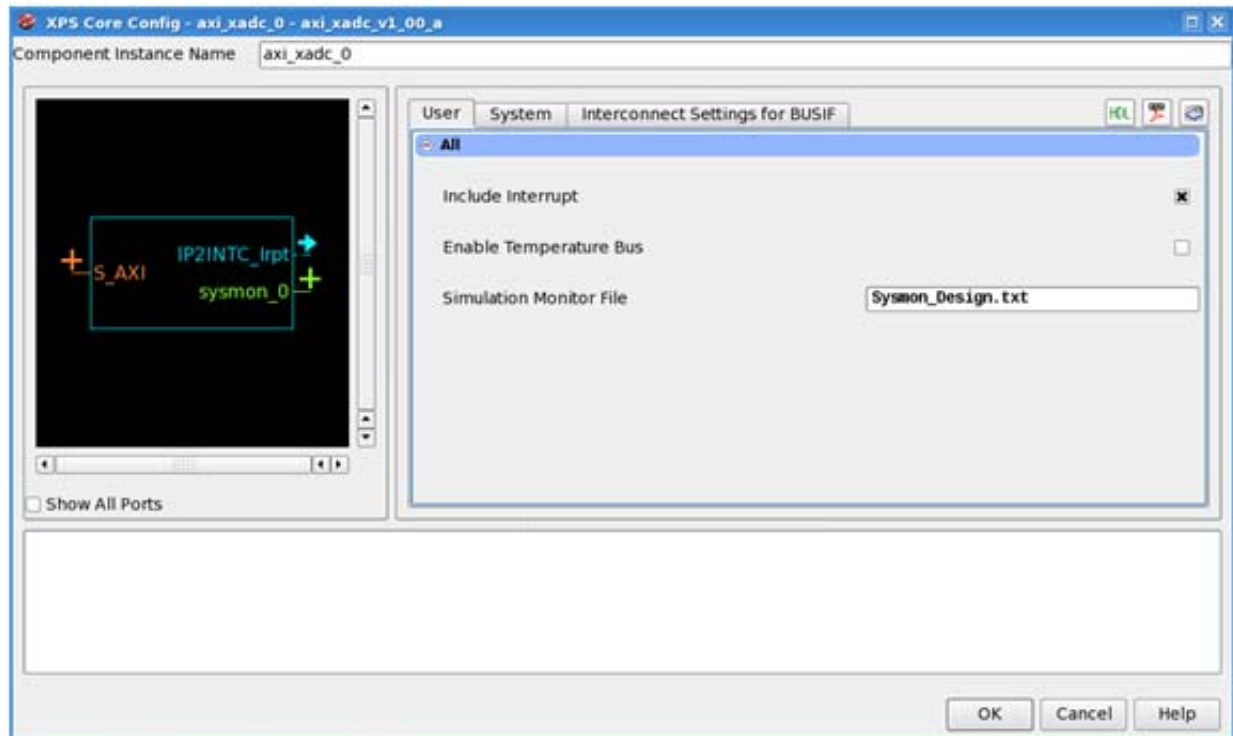 XPS Core Config - axi_xadc_0 - axi_xadc_v1_00_a
Component Instance Name axi_xadc_0
User System Interconnect Settings for BUSIF HDL
All
Include Interrupt
Enable Temperature Bus
Simulation Monitor File Sysmon_Design.txt
IP2INTC_Irpt
S_AXI
sysmon_0
Show All Ports
OK Cancel Help